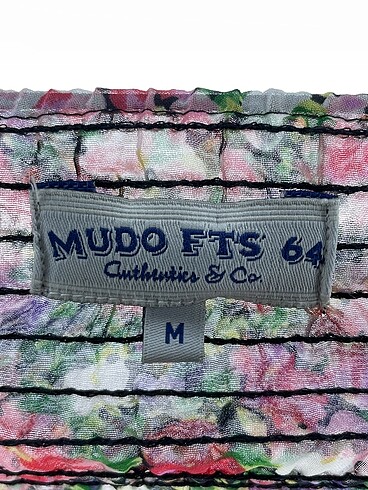 MUDO FTS 64
Authentics & Co.
M